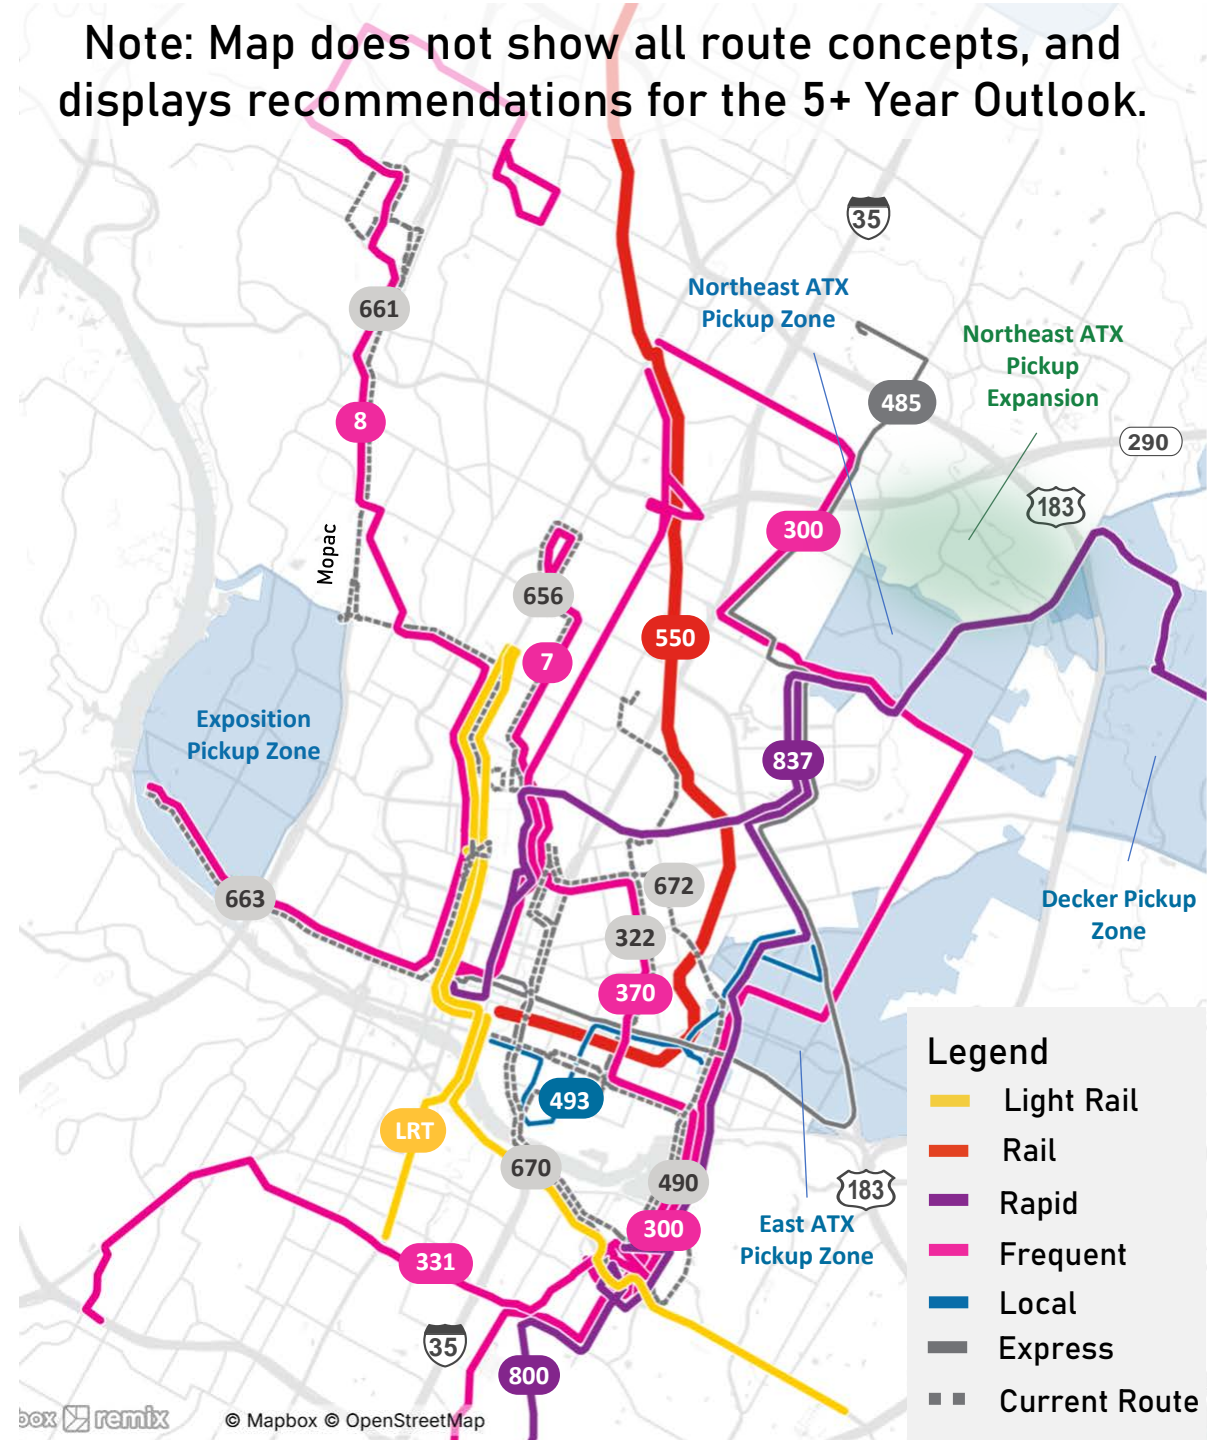 Note: Map does not show all route concepts, and
displays recommendations for the 5+ Year Outlook.
35
Northeast ATX
Pickup Zone
661
Northeast ATX
Pickup
Expansion
485
8
290
183
300
Mopac
656
550
7
Exposition
Pickup Zone
837
672
663
Decker Pickup
Zone
322
370
493
LRT
670
490
183
300
East ATX
Pickup Zone
331
35
800
Legend
Light Rail
Rail
Rapid
Frequent
Local
Express
Current Route
box remix
© Mapbox © OpenStreetMap